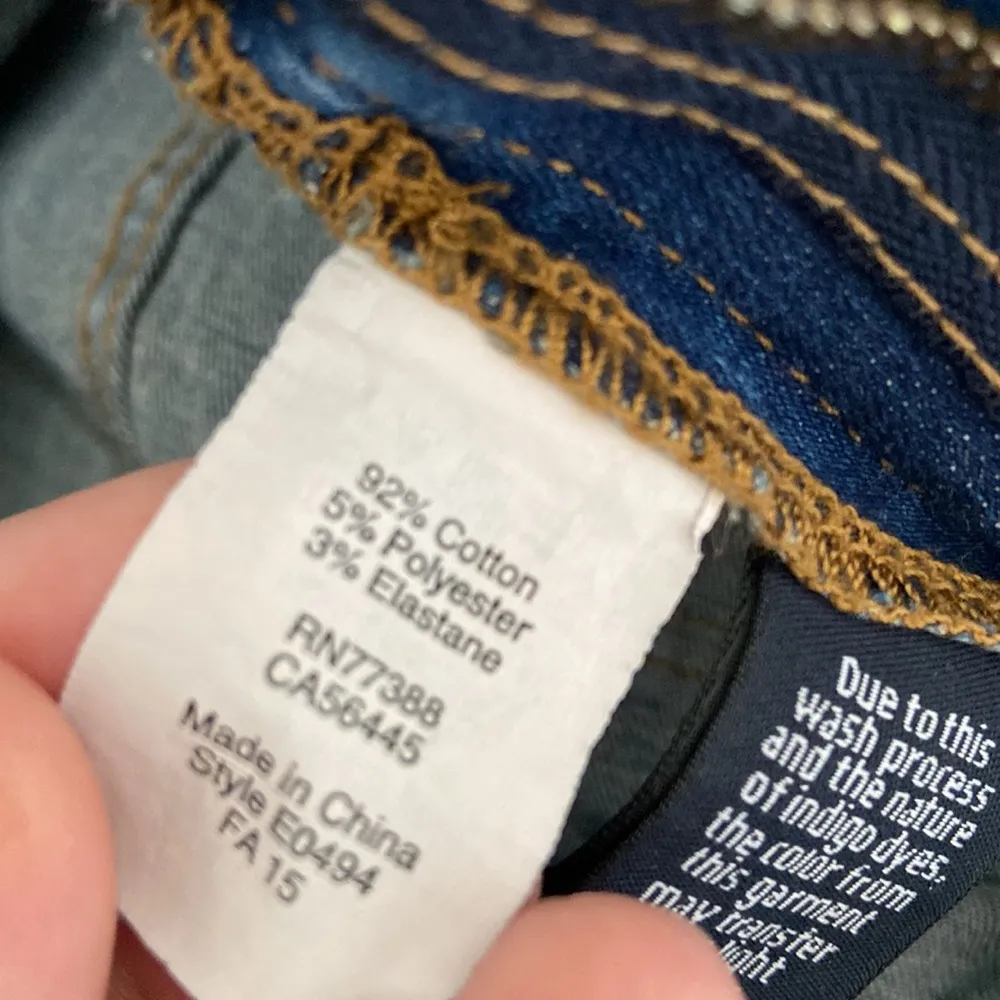 92% Cotton
5% Polyester
3% Elastane
RN77388
CA56445
Made in China
Style E0494
FA 15
Due to this
wash process
and the nature
of indigo dyes,
the color from
this garment
may transfer
light